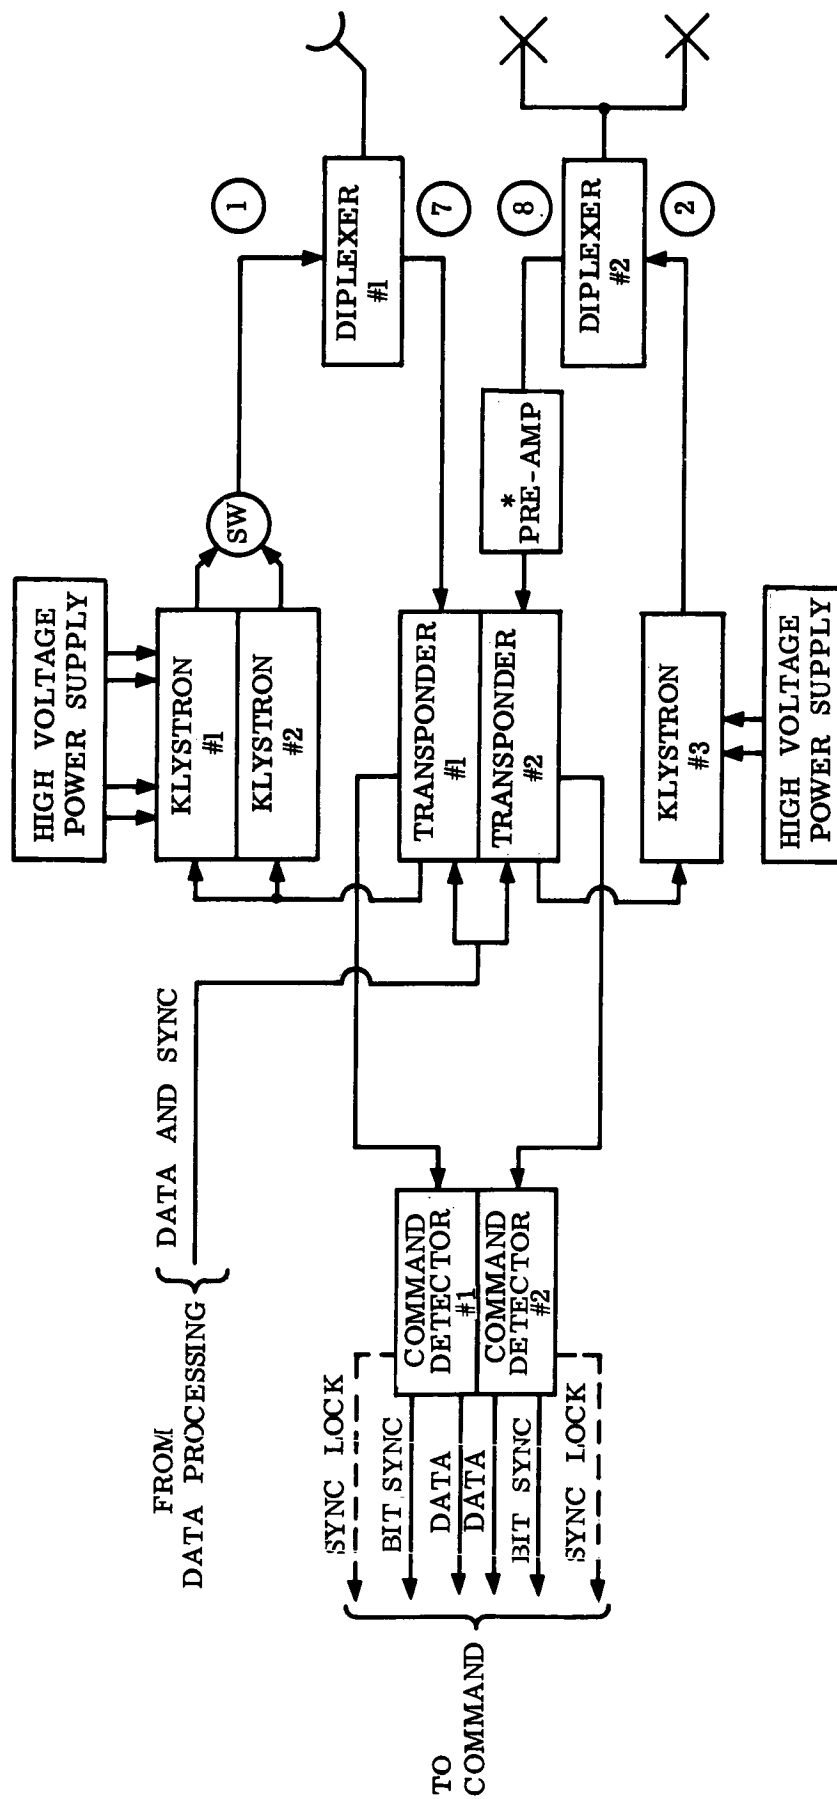 HIGH VOLTAGE
POWER SUPPLY
KLYSTRON
#1
KLYSTRON
#2
SW
1
DIPLEXER
#1
7
FROM
DATA PROCESSING
DATA AND SYNC
TO
COMMAND
SYNC LOCK
BIT SYNC
DATA
DATA
BIT SYNC
SYNC LOCK
COMMAND
DETECTOR
#1
COMMAND
DETECTOR
#2
TRANSPONDER
#1
TRANSPONDER
#2
*
PRE-AMP
8
DIPLEXER
#2
2
KLYSTRON
#3
HIGH VOLTAGE
POWER SUPPLY